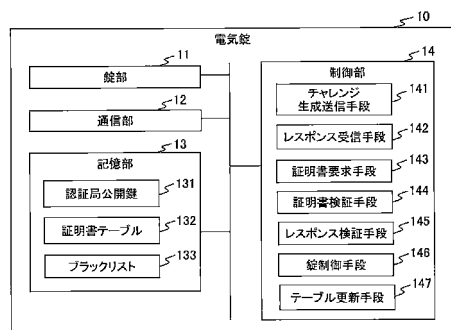 10
電気錠
11
錠部
12
通信部
13
記憶部
認証局公開鍵
131
証明書テーブル
132
ブラックリスト
133
14
制御部
チャレンジ
生成送信手段
141
レスポンス受信手段
142
証明書要求手段
143
証明書検証手段
144
レスポンス検証手段
145
錠制御手段
146
テーブル更新手段
147